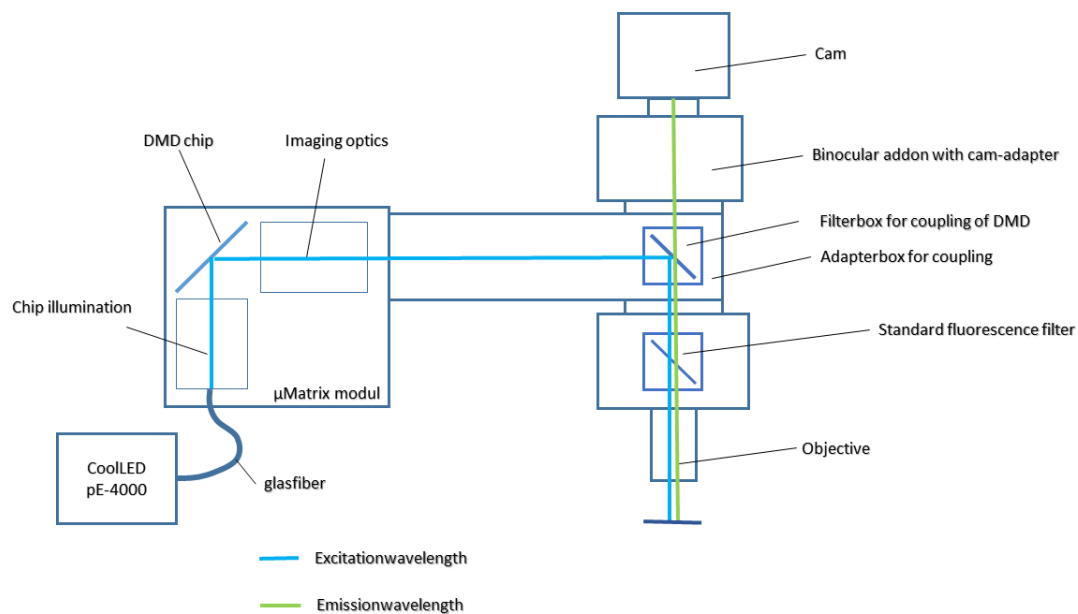 Cam
DMD chip
Imaging optics
Binocular addon with cam-adapter
Filterbox for coupling of DMD
Adapterbox for coupling
Chip illumination
Standard fluorescence filter
µMatrix modul
Objective
CoolLED
pE-4000
glasfiber
Excitationwavelength
Emissionwavelength